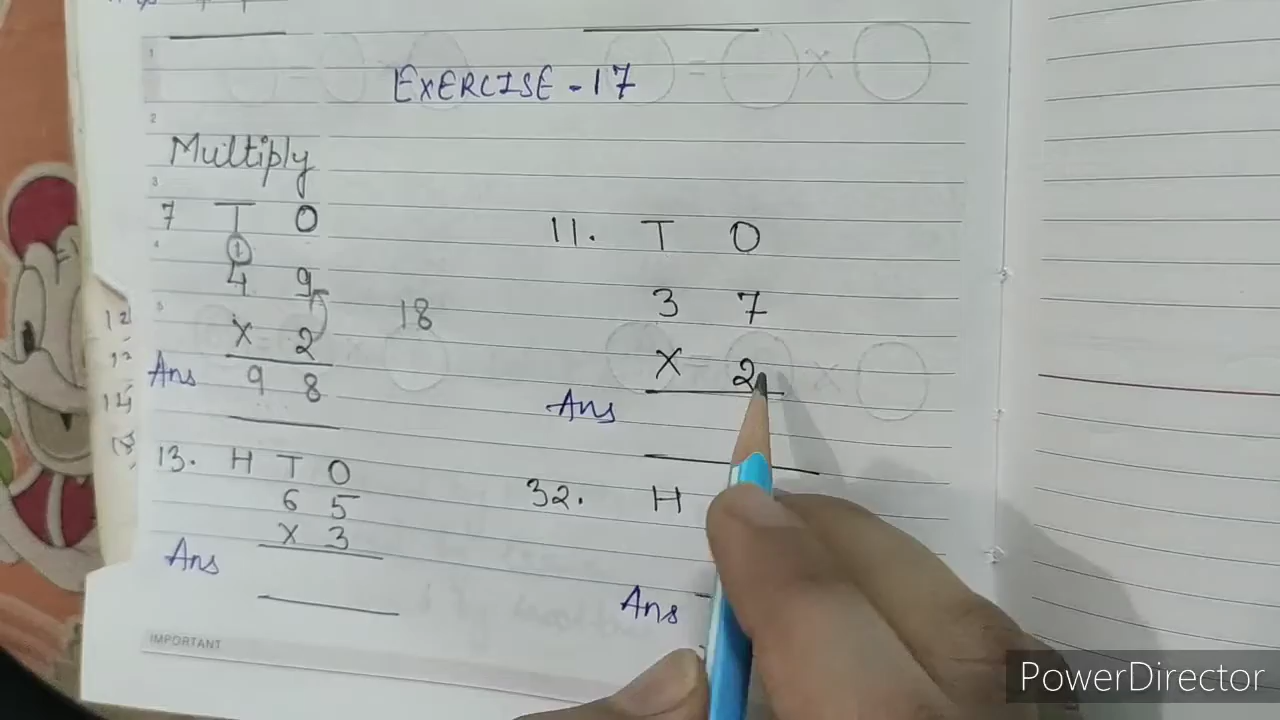 EXERCISE - 17
Multiply
7 T O
1
4 9
18
x 2
Ans 9 8
11. T O
3 7
x 2
Ans
13. H T O
6 5
x 3
Ans
32. H
Ans
IMPORTANT
PowerDirector